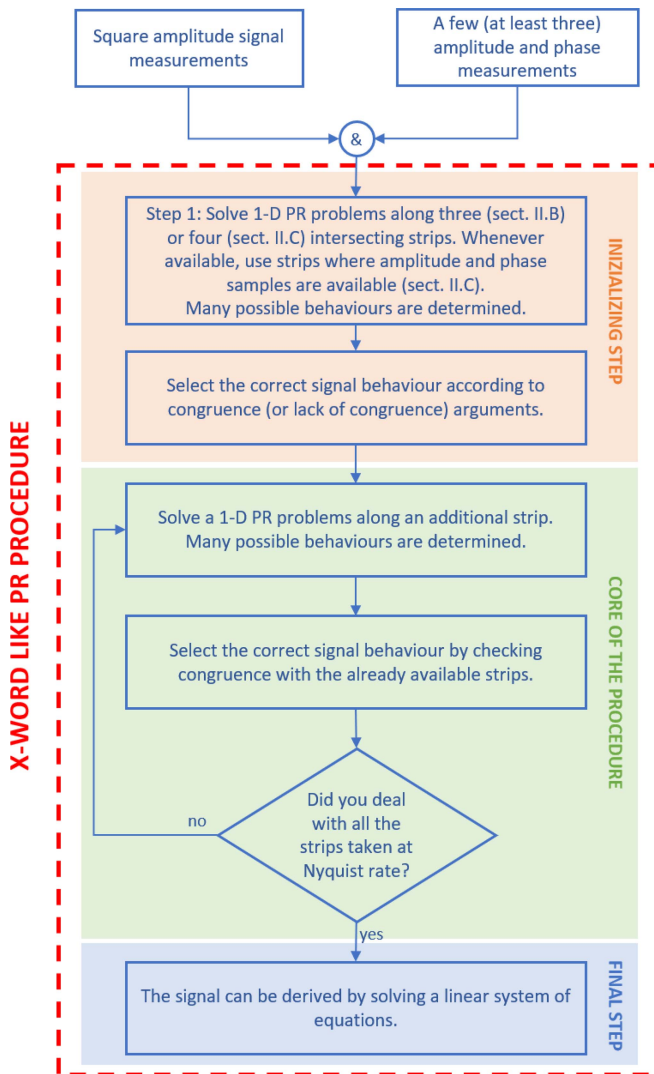 Square amplitude signal
measurements
A few (at least three)
amplitude and phase
measurements
&
Step 1: Solve 1-D PR problems along three (sect. II.B)
or four (sect. II.C) intersecting strips. Whenever
available, use strips where amplitude and phase
samples are available (sect. II.C).
Many possible behaviours are determined.
Select the correct signal behaviour according to
congruence (or lack of congruence) arguments.
INIZIALIZING STEP
X-WORD LIKE PR PROCEDURE
Solve a 1-D PR problems along an additional strip.
Many possible behaviours are determined.
Select the correct signal behaviour by checking
congruence with the already available strips.
Did you deal
with all the
strips taken at
Nyquist rate?
no
yes
CORE OF THE PROCEDURE
The signal can be derived by solving a linear system of
equations.
FINAL STEP